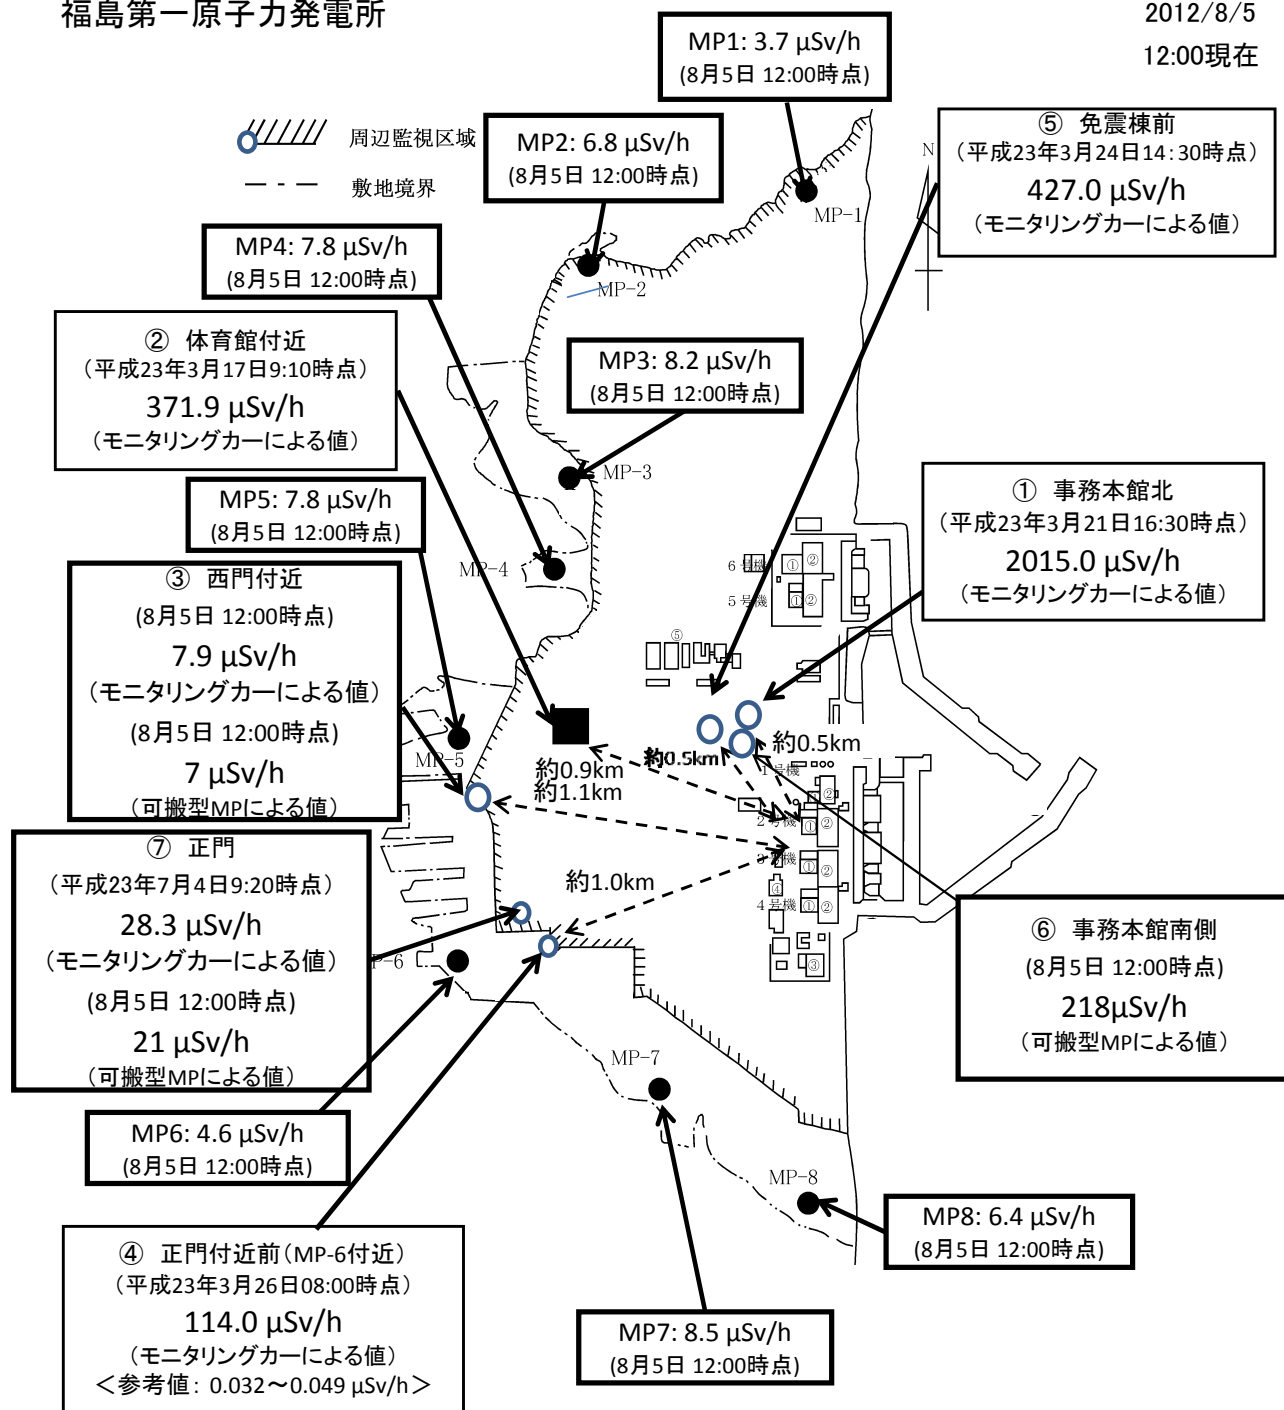 福島第一原子力発電所
2012/8/5
12:00現在
MP1: 3.7 μSv/h
(8月5日 12:00時点)
周辺監視区域
敷地境界
MP2: 6.8 μSv/h
(8月5日 12:00時点)
⑤ 免震棟前
(平成23年3月24日14:30時点)
427.0 μSv/h
(モニタリングカーによる値)
N
MP-1
MP4: 7.8 μSv/h
(8月5日 12:00時点)
MP-2
② 体育館付近
(平成23年3月17日9:10時点)
371.9 μSv/h
(モニタリングカーによる値)
MP3: 8.2 μSv/h
(8月5日 12:00時点)
MP-3
MP5: 7.8 μSv/h
(8月5日 12:00時点)
① 事務本館北
(平成23年3月21日16:30時点)
2015.0 μSv/h
(モニタリングカーによる値)
MP-4
6号機
① ②
5号機
① ②
③ 西門付近
(8月5日 12:00時点)
7.9 μSv/h
(モニタリングカーによる値)
(8月5日 12:00時点)
7 μSv/h
(可搬型MPによる値)
⑤
MP-5
約0.9km
約1.1km
約0.5km
約0.5km
1号機
②
2号機
① ②
3号機
① ②
④
4号機
① ②
③
約1.0km
⑦ 正門
(平成23年7月4日9:20時点)
28.3 μSv/h
(モニタリングカーによる値)
(8月5日 12:00時点)
21 μSv/h
(可搬型MPによる値)
P-6
⑥ 事務本館南側
(8月5日 12:00時点)
218μSv/h
(可搬型MPによる値)
MP-7
MP6: 4.6 μSv/h
(8月5日 12:00時点)
MP-8
MP8: 6.4 μSv/h
(8月5日 12:00時点)
④ 正門付近前(MP-6付近)
(平成23年3月26日08:00時点)
114.0 μSv/h
(モニタリングカーによる値)
<参考値: 0.032～0.049 μSv/h>
MP7: 8.5 μSv/h
(8月5日 12:00時点)